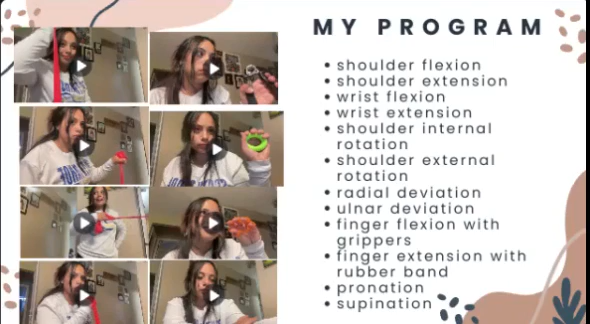 MY PROGRAM
• shoulder flexion
• shoulder extension
• wrist flexion
• wrist extension
• shoulder internal
rotation
• shoulder external
rotation
• radial deviation
• ulnar deviation
• finger flexion with
grippers
• finger extension with
rubber band
• pronation
• supination